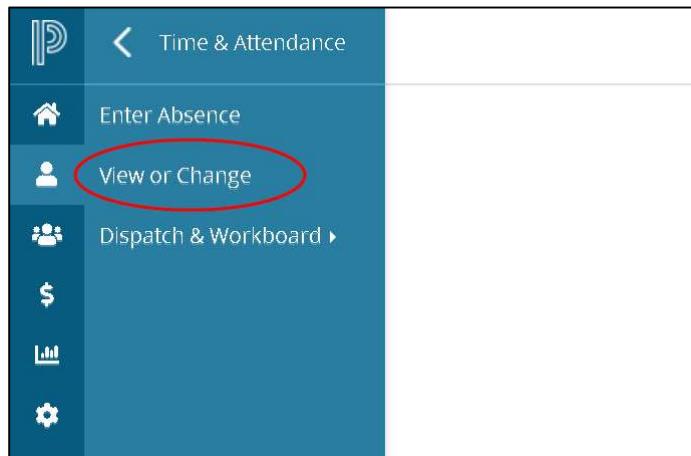 Time & Attendance
Enter Absence
View or Change
Dispatch & Workboard
$